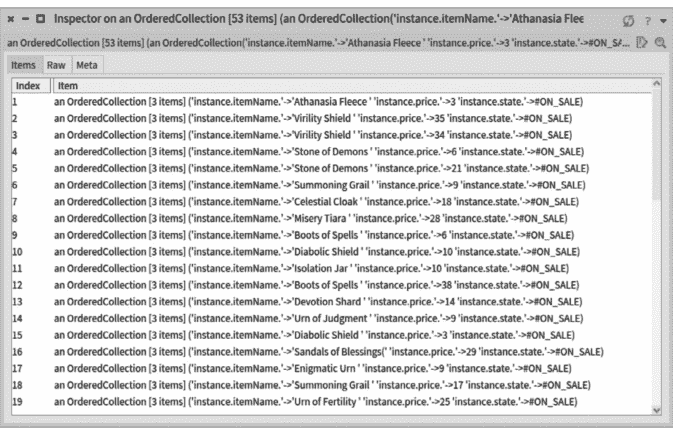 Inspector on an OrderedCollection [53 items] (an OrderedCollection('instance.itemName.'->'Athanasia Flee
an OrderedCollection [53 items] (an OrderedCollection('instance.itemName.'->'Athanasia Fleece ' 'instance.price.'->3 'instance.state.'->#ON_SA...
Items Raw Meta
Index Item
1 an OrderedCollection [3 items] ('instance.itemName.'->'Athanasia Fleece ' 'instance.price.'->3 'instance.state.'->#ON_SALE)
2 an OrderedCollection [3 items] ('instance.itemName.'->'Virility Shield ' 'instance.price.'->35 'instance.state.'->#ON_SALE)
3 an OrderedCollection [3 items] ('instance.itemName.'->'Virility Shield ' 'instance.price.'->34 'instance.state.'->#ON_SALE)
4 an OrderedCollection [3 items] ('instance.itemName.'->'Stone of Demons ' 'instance.price.'->6 'instance.state.'->#ON_SALE)
5 an OrderedCollection [3 items] ('instance.itemName.'->'Stone of Demons ' 'instance.price.'->21 'instance.state.'->#ON_SALE)
6 an OrderedCollection [3 items] ('instance.itemName.'->'Summoning Grail ' 'instance.price.'->9 'instance.state.'->#ON_SALE)
7 an OrderedCollection [3 items] ('instance.itemName.'->'Celestial Cloak ' 'instance.price.'->18 'instance.state.'->#ON_SALE)
8 an OrderedCollection [3 items] ('instance.itemName.'->'Misery Tiara ' 'instance.price.'->28 'instance.state.'->#ON_SALE)
9 an OrderedCollection [3 items] ('instance.itemName.'->'Boots of Spells ' 'instance.price.'->6 'instance.state.'->#ON_SALE)
10 an OrderedCollection [3 items] ('instance.itemName.'->'Diabolic Shield ' 'instance.price.'->10 'instance.state.'->#ON_SALE)
11 an OrderedCollection [3 items] ('instance.itemName.'->'Isolation Jar ' 'instance.price.'->10 'instance.state.'->#ON_SALE)
12 an OrderedCollection [3 items] ('instance.itemName.'->'Boots of Spells ' 'instance.price.'->38 'instance.state.'->#ON_SALE)
13 an OrderedCollection [3 items] ('instance.itemName.'->'Devotion Shard ' 'instance.price.'->14 'instance.state.'->#ON_SALE)
14 an OrderedCollection [3 items] ('instance.itemName.'->'Urn of Judgment ' 'instance.price.'->9 'instance.state.'->#ON_SALE)
15 an OrderedCollection [3 items] ('instance.itemName.'->'Diabolic Shield ' 'instance.price.'->3 'instance.state.'->#ON_SALE)
16 an OrderedCollection [3 items] ('instance.itemName.'->'Sandals of Blessings(' 'instance.price.'->29 'instance.state.'->#ON_SALE)
17 an OrderedCollection [3 items] ('instance.itemName.'->'Enigmatic Urn ' 'instance.price.'->9 'instance.state.'->#ON_SALE)
18 an OrderedCollection [3 items] ('instance.itemName.'->'Summoning Grail ' 'instance.price.'->17 'instance.state.'->#ON_SALE)
19 an OrderedCollection [3 items] ('instance.itemName.'->'Urn of Fertility ' 'instance.price.'->25 'instance.state.'->#ON_SALE)